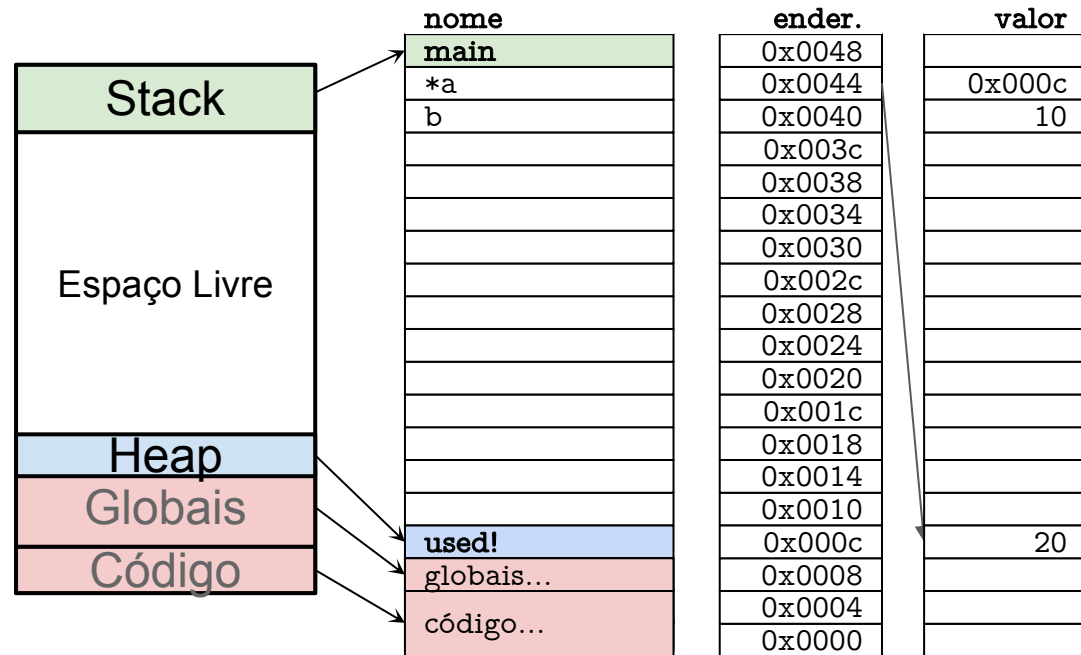 nome ender. valor
main 0x0048
Stack
*a 0x0044 0x000c
b 0x0040 10
0x003c
0x0038
0x0034
0x0030
Espaço Livre
0x002c
0x0028
0x0024
0x0020
0x001c
Heap
0x0018
0x0014
Globais
0x0010
used! 0x000c 20
Código
globais... 0x0008
código... 0x0004
0x0000